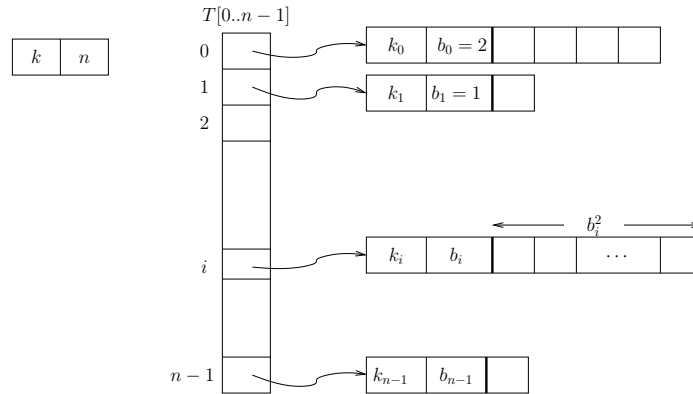 T[0..n − 1]
0 k_0 b_0 = 2
k n
1 k_1 b_1 = 1
2
b_i^2
i k_i b_i ⋯
n − 1 k_{n−1} b_{n−1}